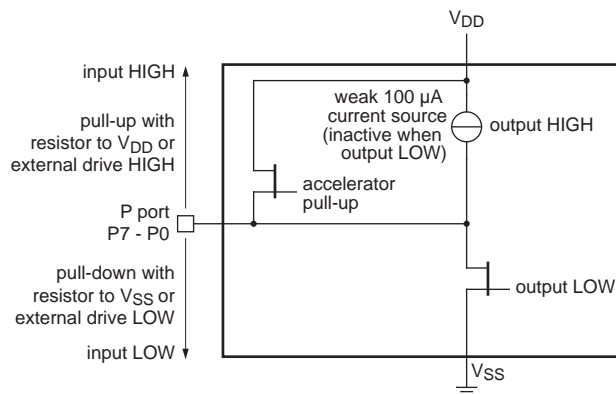 VDD
input HIGH
pull-up with
resistor to VDD or
external drive HIGH
weak 100 μA
current source
(inactive when
output LOW)
output HIGH
accelerator
pull-up
P port
P7 - P0
pull-down with
resistor to VSS or
external drive LOW
input LOW
output LOW
VSS